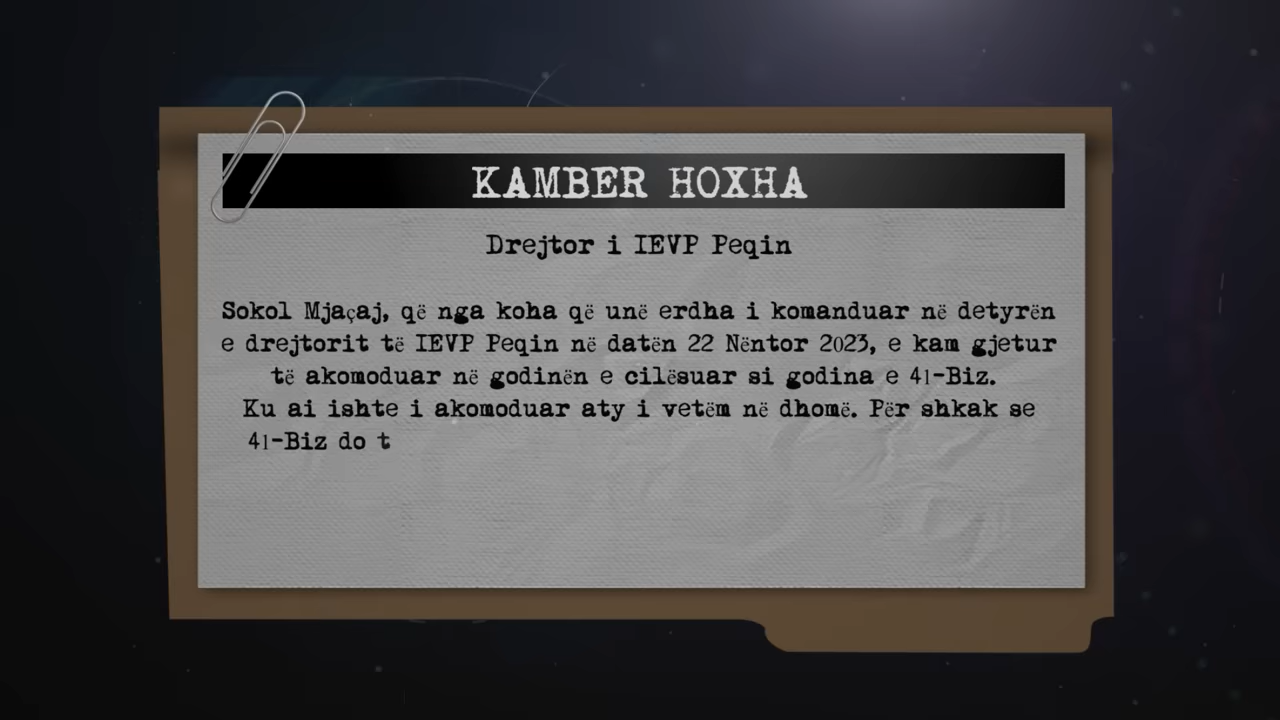 KAMBER HOXHA
Drejtor i IEVP Peqin
Sokol Mjaçaj, që nga koha që unë erdha i komanduar në detyrën
e drejtorit të IEVP Peqin në datën 22 Nëntor 2023, e kam gjetur
të akomoduar në godinën e cilësuar si godina e 41-Biz.
Ku ai ishte i akomoduar aty i vetëm në dhomë. Për shkak se
41-Biz do t